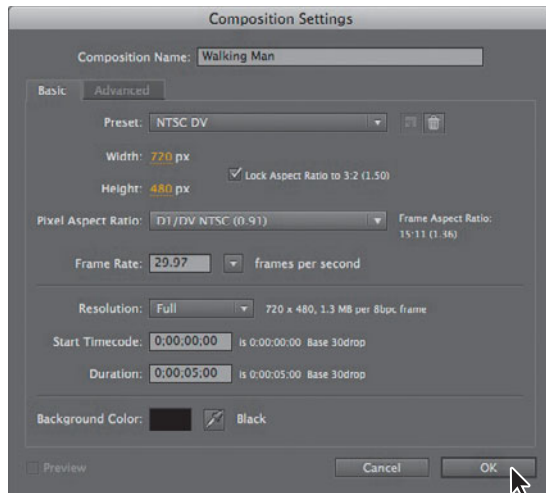 Composition Settings
Composition Name: Walking Man
Basic Advanced
Preset: NTSC DV
Width: 720 px
Lock Aspect Ratio to 3:2 (1.50)
Height: 480 px
Pixel Aspect Ratio: D1/DV NTSC (0.91) Frame Aspect Ratio:
15:11 (1.36)
Frame Rate: 29.97 frames per second
Resolution: Full 720 x 480, 1.3 MB per 8bpc frame
Start Timecode: 0;00;00;00 is 0:00:00:00 Base 30drop
Duration: 0;00;05;00 is 0;00;05;00 Base 30drop
Background Color: Black
Preview Cancel OK